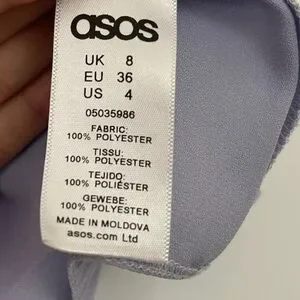 asos
UK 8
EU 36
US 4
05035986
FABRIC:
100% POLYESTER
TISSU:
100% POLYESTER
TEJIDO:
100% POLIÉSTER
GEWEBE:
100% POLYESTER
MADE IN MOLDOVA
asos.com Ltd